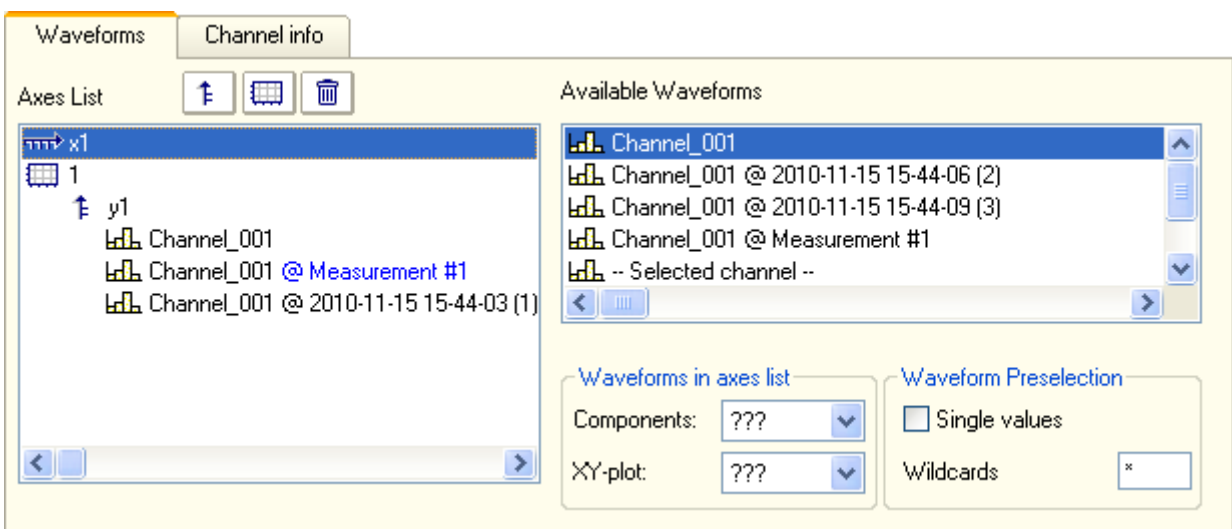 Waveforms
Channel info
Axes List
x1
1
y1
Channel_001
Channel_001 @ Measurement #1
Channel_001 @ 2010-11-15 15-44-03 (1)
Available Waveforms
Channel_001
Channel_001 @ 2010-11-15 15-44-06 (2)
Channel_001 @ 2010-11-15 15-44-09 (3)
Channel_001 @ Measurement #1
-- Selected channel --
Waveforms in axes list
Components: ???
XY-plot: ???
Waveform Preselection
Single values
Wildcards *